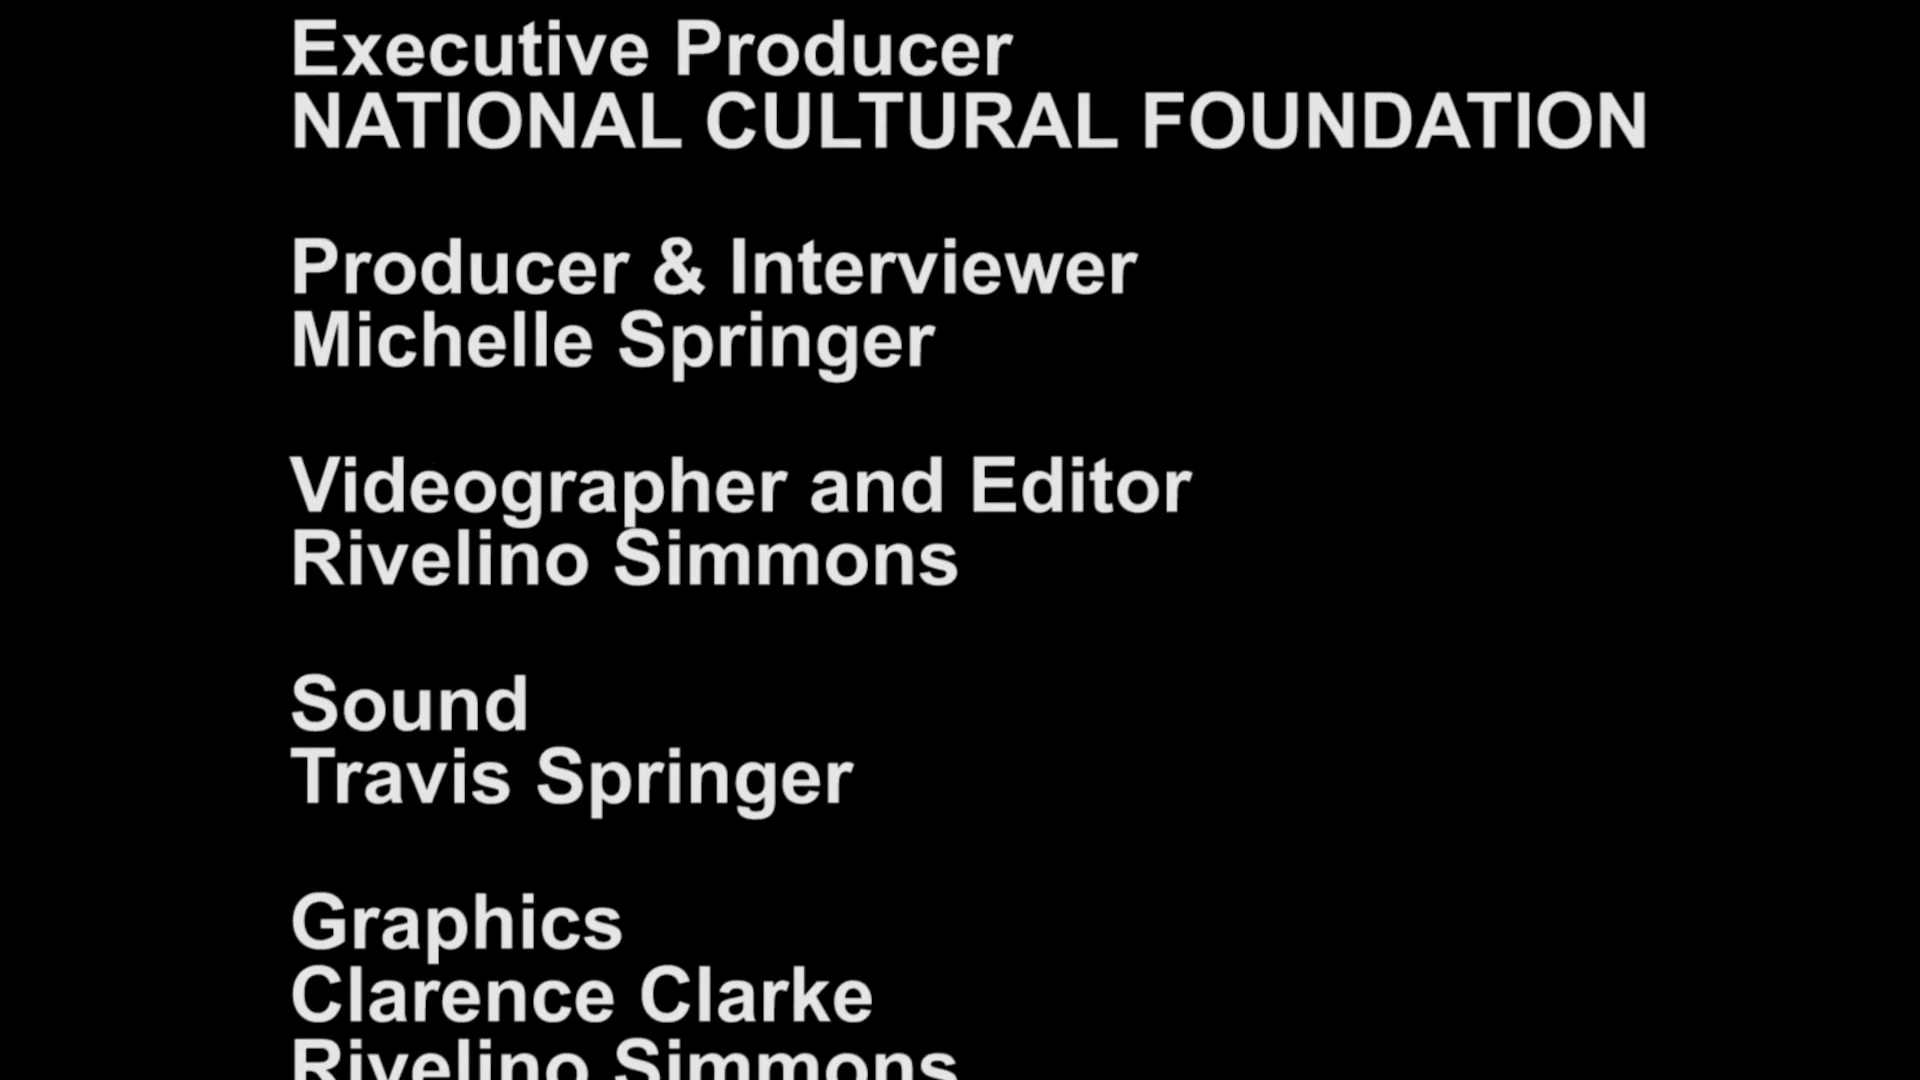 Executive Producer
NATIONAL CULTURAL FOUNDATION
Producer & Interviewer
Michelle Springer
Videographer and Editor
Rivelino Simmons
Sound
Travis Springer
Graphics
Clarence Clarke
Rivelino Simmons